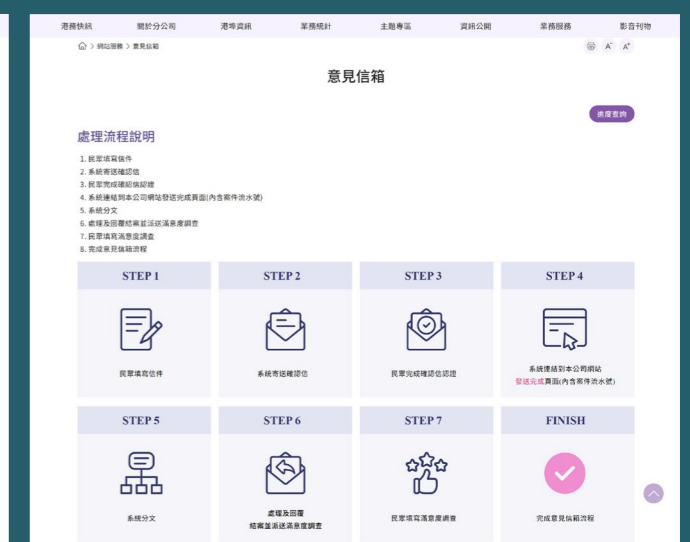 港務快訊 關於分公司 港埠資訊 業務統計 主題專區 資訊公開 業務服務 影音刊物
網站服務 > 意見信箱 A- A+
意見信箱
進度查詢
處理流程說明
1. 民眾填寫信件
2. 系統寄送確認信
3. 民眾完成確認信認證
4. 系統連結到本公司網站發送完成頁面(內含案件流水號)
5. 系統分文
6. 處理及回覆結案並派送滿意度調查
7. 民眾填寫滿意度調查
8. 完成意見信箱流程
STEP 1 STEP 2 STEP 3 STEP 4
民眾填寫信件 系統寄送確認信 民眾完成確認信認證 系統連結到本公司網站
發送完成頁面(內含案件流水號)
STEP 5 STEP 6 STEP 7 FINISH
系統分文 處理及回覆 民眾填寫滿意度調查 完成意見信箱流程
結案並派送滿意度調查